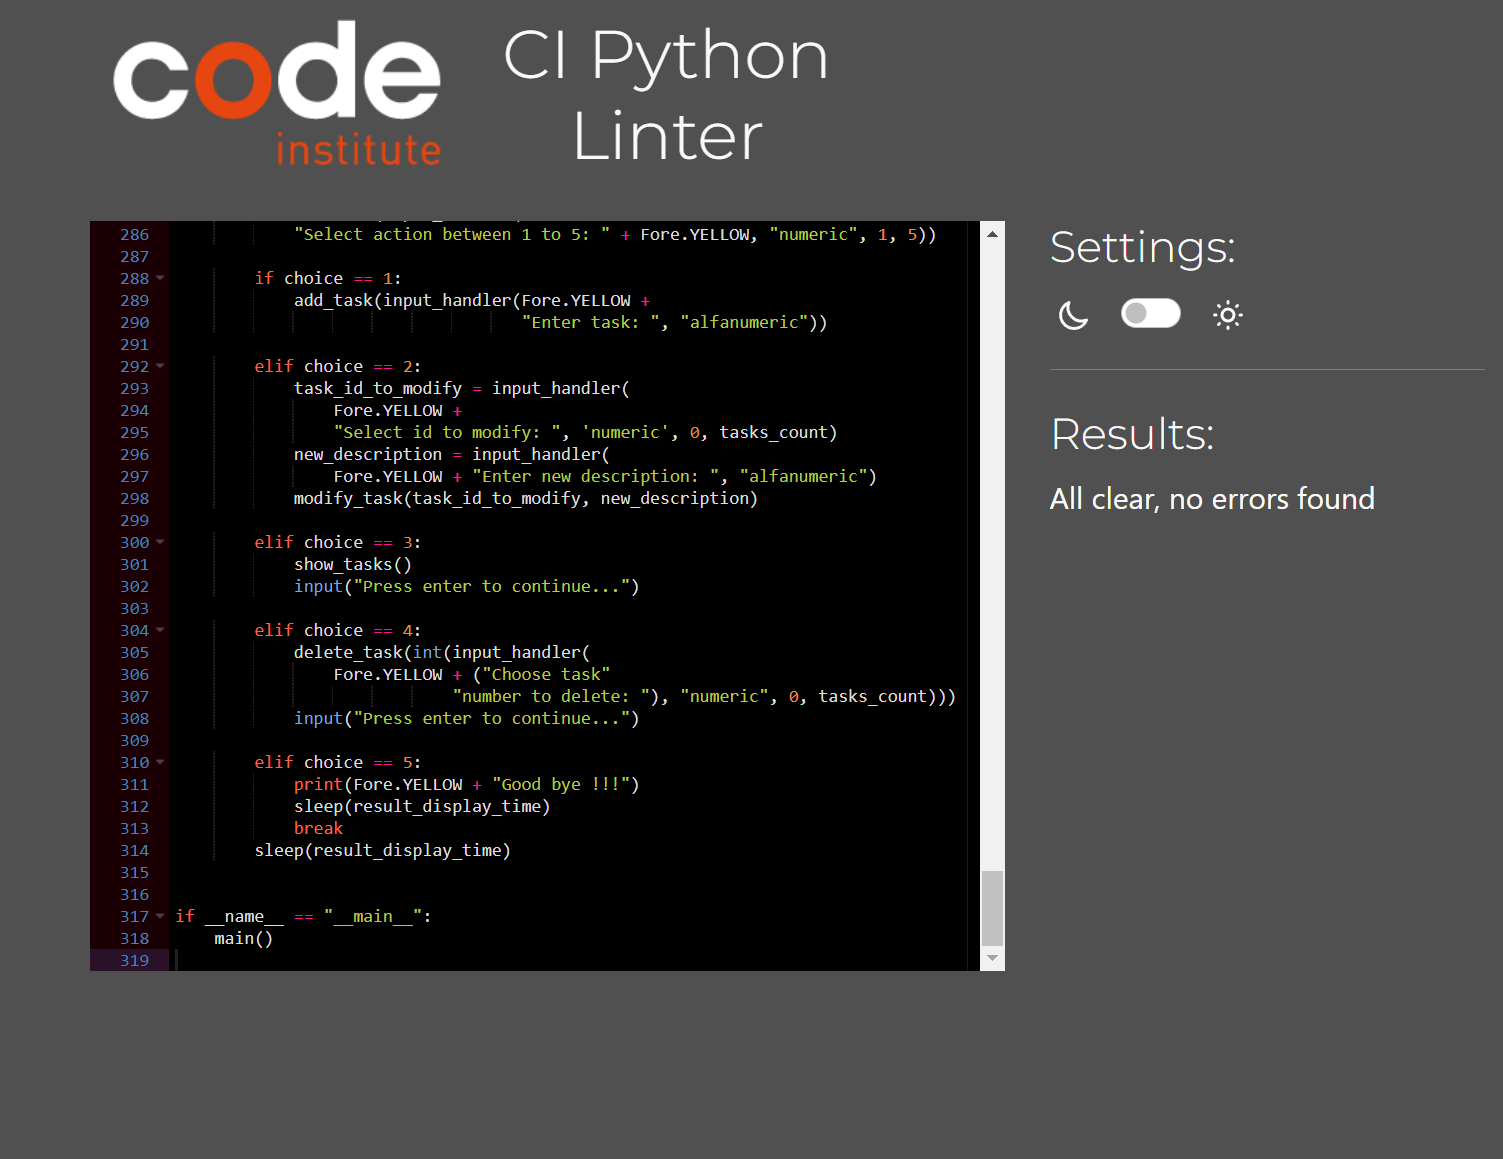 code
institute
CI Python
Linter
286 "Select action between 1 to 5: " + Fore.YELLOW, "numeric", 1, 5))
287
288 if choice == 1:
289 add_task(input_handler(Fore.YELLOW +
290 "Enter task: ", "alfanumeric"))
291
292 elif choice == 2:
293 task_id_to_modify = input_handler(
294 Fore.YELLOW +
295 "Select id to modify: ", 'numeric', 0, tasks_count)
296 new_description = input_handler(
297 Fore.YELLOW + "Enter new description: ", "alfanumeric")
298 modify_task(task_id_to_modify, new_description)
299
300 elif choice == 3:
301 show_tasks()
302 input("Press enter to continue...")
303
304 elif choice == 4:
305 delete_task(int(input_handler(
306 Fore.YELLOW + ("Choose task"
307 "number to delete: "), "numeric", 0, tasks_count)))
308 input("Press enter to continue...")
309
310 elif choice == 5:
311 print(Fore.YELLOW + "Good bye !!!")
312 sleep(result_display_time)
313 break
314 sleep(result_display_time)
315
316
317 if __name__ == "__main__":
318 main()
319
Settings:
Results:
All clear, no errors found